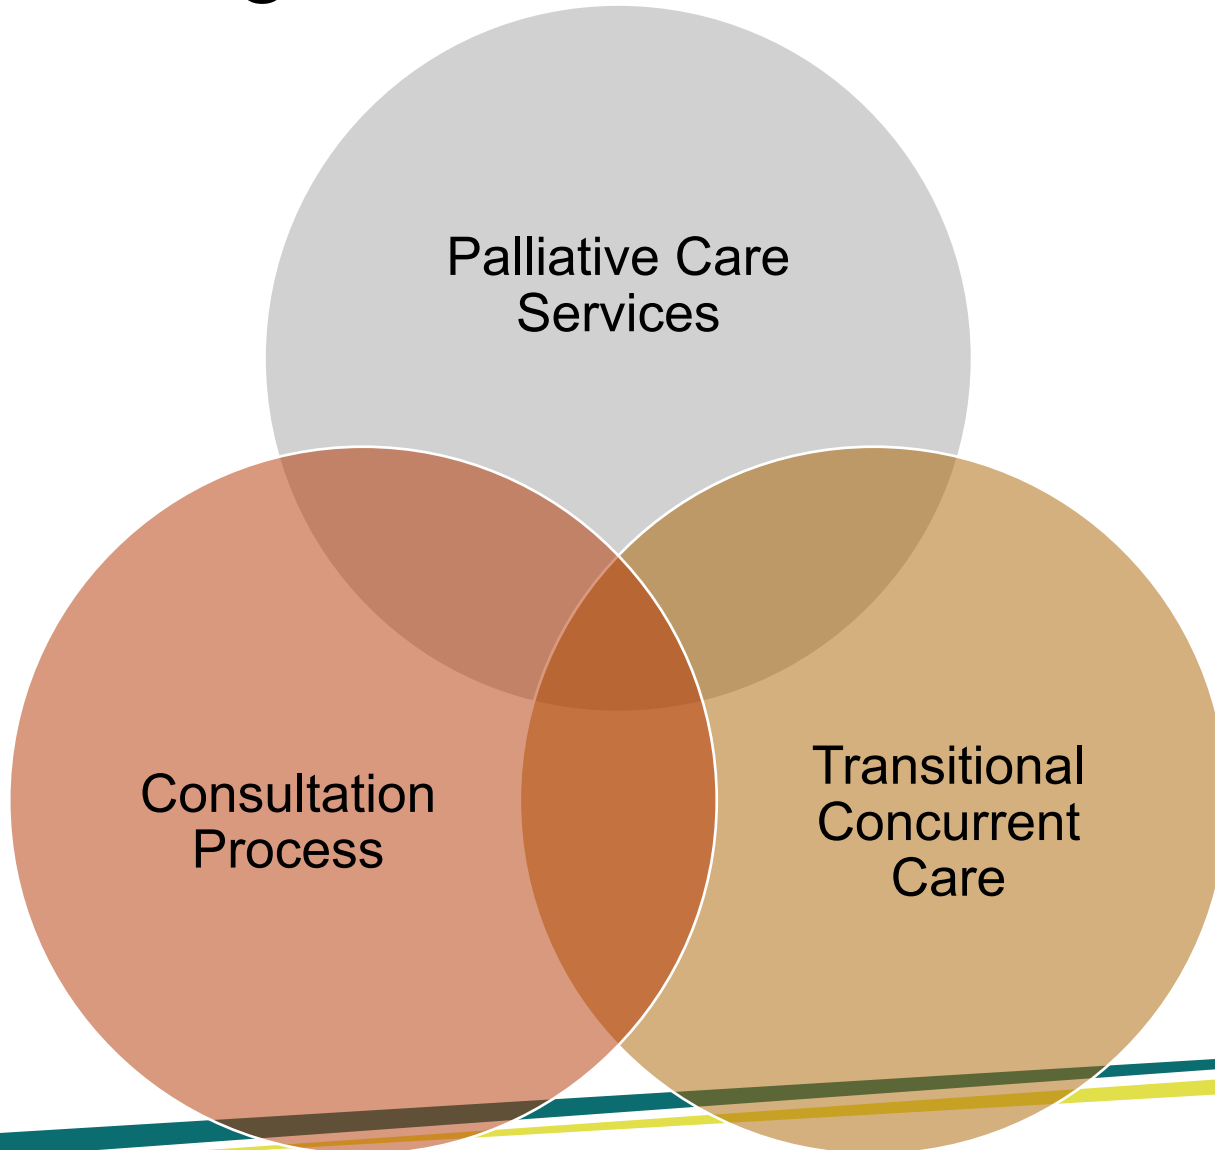 Palliative Care
Services
Consultation
Process
Transitional
Concurrent
Care